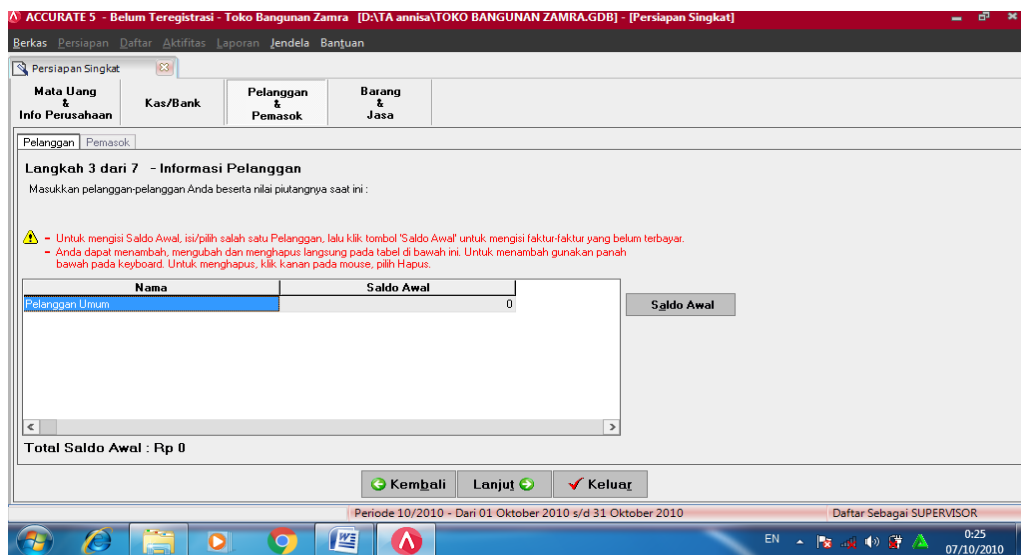 ACCURATE 5 - Belum Teregistrasi - Toko Bangunan Zamra [D:\TA annisa\TOKO BANGUNAN ZAMRA.GDB] - [Persiapan Singkat]
Berkas Persiapan Daftar Aktifitas Laporan Jendela Bantuan
Persiapan Singkat
Mata Uang
&
Info Perusahaan
Kas/Bank
Pelanggan
&
Pemasok
Barang
&
Jasa
Pelanggan Pemasok
Langkah 3 dari 7 - Informasi Pelanggan
Masukkan pelanggan-pelanggan Anda beserta nilai piutangnya saat ini :
- Untuk mengisi Saldo Awal, isi/pilih salah satu Pelanggan, lalu klik tombol 'Saldo Awal' untuk mengisi faktur-faktur yang belum terbayar.
- Anda dapat menambah, mengubah dan menghapus langsung pada tabel di bawah ini. Untuk menambah gunakan panah
bawah pada keyboard. Untuk menghapus, klik kanan pada mouse, pilih Hapus.
Nama Saldo Awal
Pelanggan Umum 0
Saldo Awal
Total Saldo Awal : Rp 0
Kembali Lanjut Keluar
Periode 10/2010 - Dari 01 Oktober 2010 s/d 31 Oktober 2010 Daftar Sebagai SUPERVISOR
EN 0:25
07/10/2010